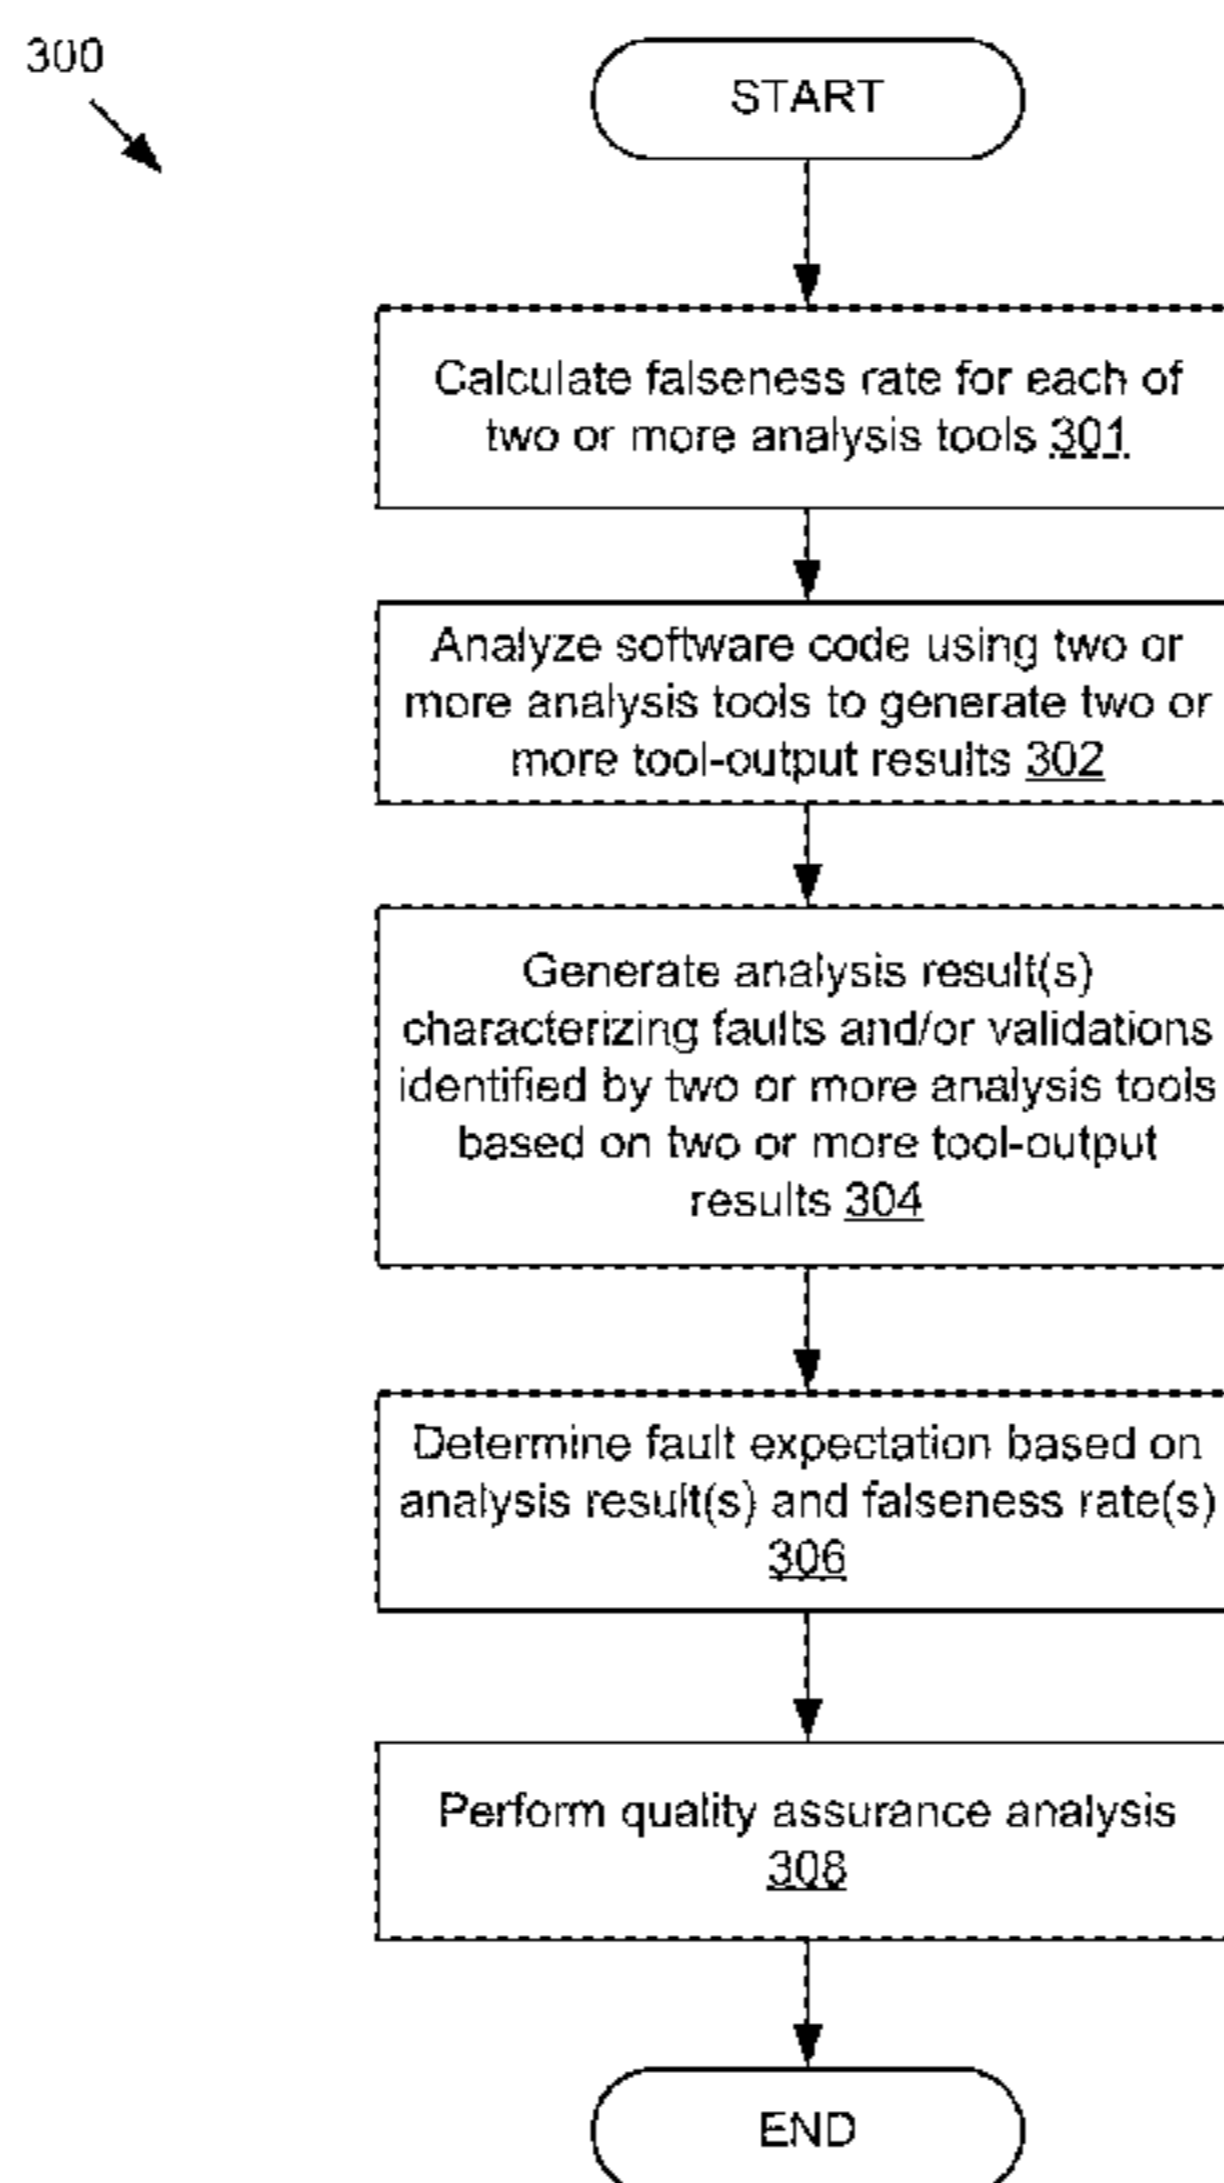 300
START
Calculate falseness rate for each of
two or more analysis tools 301
Analyze software code using two or
more analysis tools to generate two or
more tool-output results 302
Generate analysis result(s)
characterizing faults and/or validations
identified by two or more analysis tools
based on two or more tool-output
results 304
Determine fault expectation based on
analysis result(s) and falseness rate(s)
306
Perform quality assurance analysis
308
END